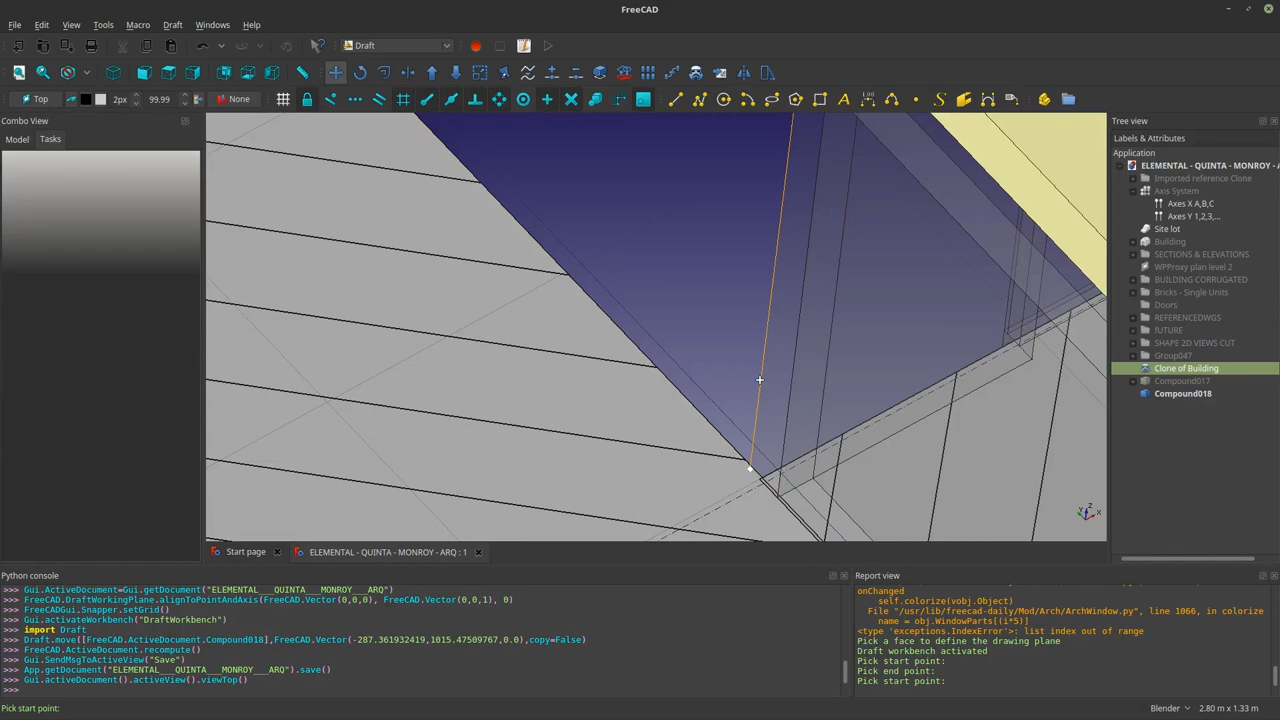 FreeCAD
File Edit View Tools Macro Draft Windows Help
Draft
Top 2px 99.99 None
Combo View
Model Tasks
Tree view
Labels & Attributes
Application
ELEMENTAL - QUINTA - MONROY - A
Imported reference Clone
Axis System
Axes X A,B,C
Axes Y 1,2,3,...
Site lot
Building
SECTIONS & ELEVATIONS
WPProxy plan level 2
BUILDING CORRUGATED
Bricks - Single Units
Doors
REFERENCEDWGS
fUTURE
SHAPE 2D VIEWS CUT
Group047
Clone of Building
Compound017
Compound018
Start page ELEMENTAL - QUINTA - MONROY - ARQ : 1
Python console
>>> Gui.ActiveDocument=Gui.getDocument("ELEMENTAL___QUINTA___MONROY___ARQ")
>>> FreeCAD.DraftWorkingPlane.alignToPointAndAxis(FreeCAD.Vector(0,0,0), FreeCAD.Vector(0,0,1), 0)
>>> FreeCADGui.Snapper.setGrid()
>>> Gui.activateWorkbench("DraftWorkbench")
>>> import Draft
>>> Draft.move([FreeCAD.ActiveDocument.Compound018],FreeCAD.Vector(-287.361932419,1015.47509767,0.0),copy=False)
>>> FreeCAD.ActiveDocument.recompute()
>>> Gui.SendMsgToActiveView("Save")
>>> App.getDocument("ELEMENTAL___QUINTA___MONROY___ARQ").save()
>>> Gui.activeDocument().activeView().viewTop()
>>>
Report view
onChanged
self.colorize(vobj.Object)
File "/usr/lib/freecad-daily/Mod/Arch/ArchWindow.py", line 1066, in colorize
name = obj.WindowParts[(i*5)]
<type 'exceptions.IndexError'>: list index out of range
Pick a face to define the drawing plane
Draft workbench activated
Pick start point:
Pick end point:
Pick start point:
Pick start point:
Blender 2.80 m x 1.33 m